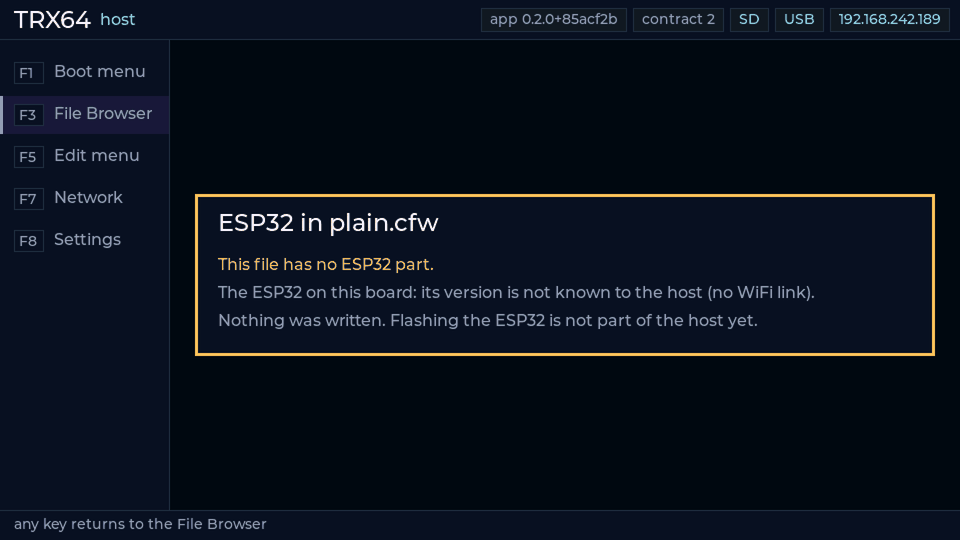 TRX64 host
app 0.2.0+85acf2b
contract 2
SD
USB
192.168.242.189
F1 Boot menu
F3 File Browser
F5 Edit menu
F7 Network
F8 Settings
ESP32 in plain.cfw
This file has no ESP32 part.
The ESP32 on this board: its version is not known to the host (no WiFi link).
Nothing was written. Flashing the ESP32 is not part of the host yet.
any key returns to the File Browser